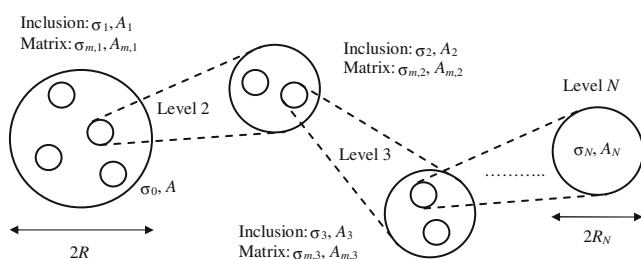 Inclusion: σ1, A1
Matrix: σm,1, Am,1
Level 2
σ0, A
2R
Inclusion: σ2, A2
Matrix: σm,2, Am,2
Level 3
Inclusion: σ3, A3
Matrix: σm,3, Am,3
Level N
σN, AN
2RN